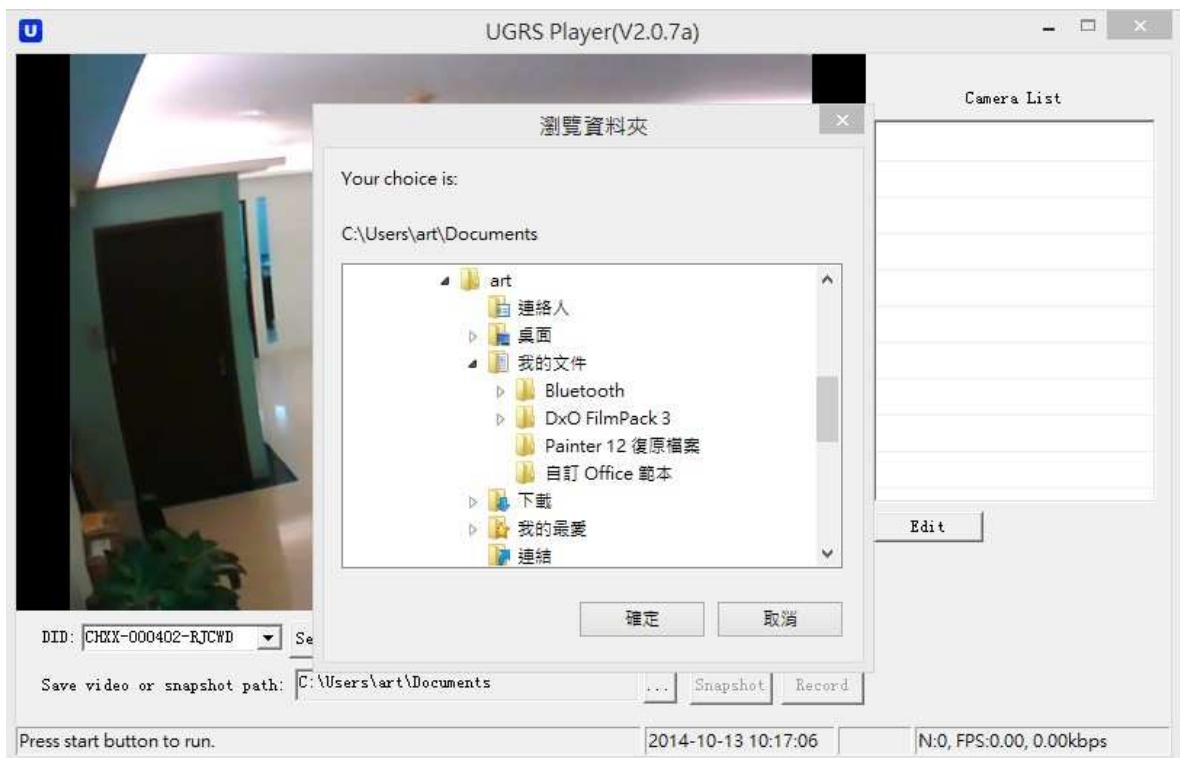 UGRS Player(V2.0.7a)
Camera List
瀏覽資料夾
Your choice is:
C:\Users\art\Documents
art
連絡人
桌面
我的文件
Bluetooth
DxO FilmPack 3
Painter 12 復原檔案
自訂 Office 範本
下載
我的最愛
連結
確定
取消
Edit
DID: CHXX-000402-RJCWD Se
Save video or snapshot path: C:\Users\art\Documents ... Snapshot Record
Press start button to run. 2014-10-13 10:17:06 N:0, FPS:0.00, 0.00kbps